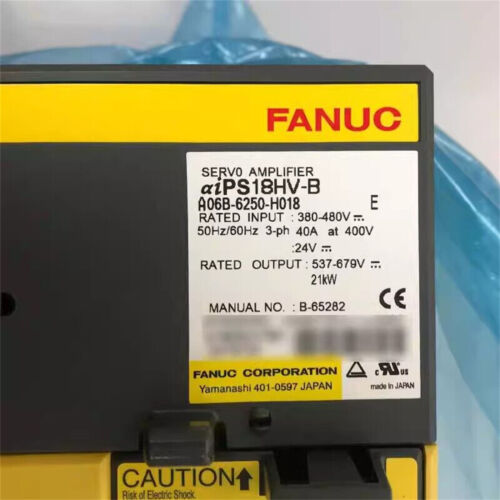 FANUC
SERVO AMPLIFIER
αiPS18HV-B
A06B-6250-H018 E
RATED INPUT : 380-480V
50Hz/60Hz 3-ph 40A at 400V
:24V
RATED OUTPUT : 537-679V
21kW
MANUAL NO. : B-65282
CE
FANUC CORPORATION
Yamanashi 401-0597 JAPAN
c RU us
made in JAPAN
CAUTION
Risk of Electric Shock.